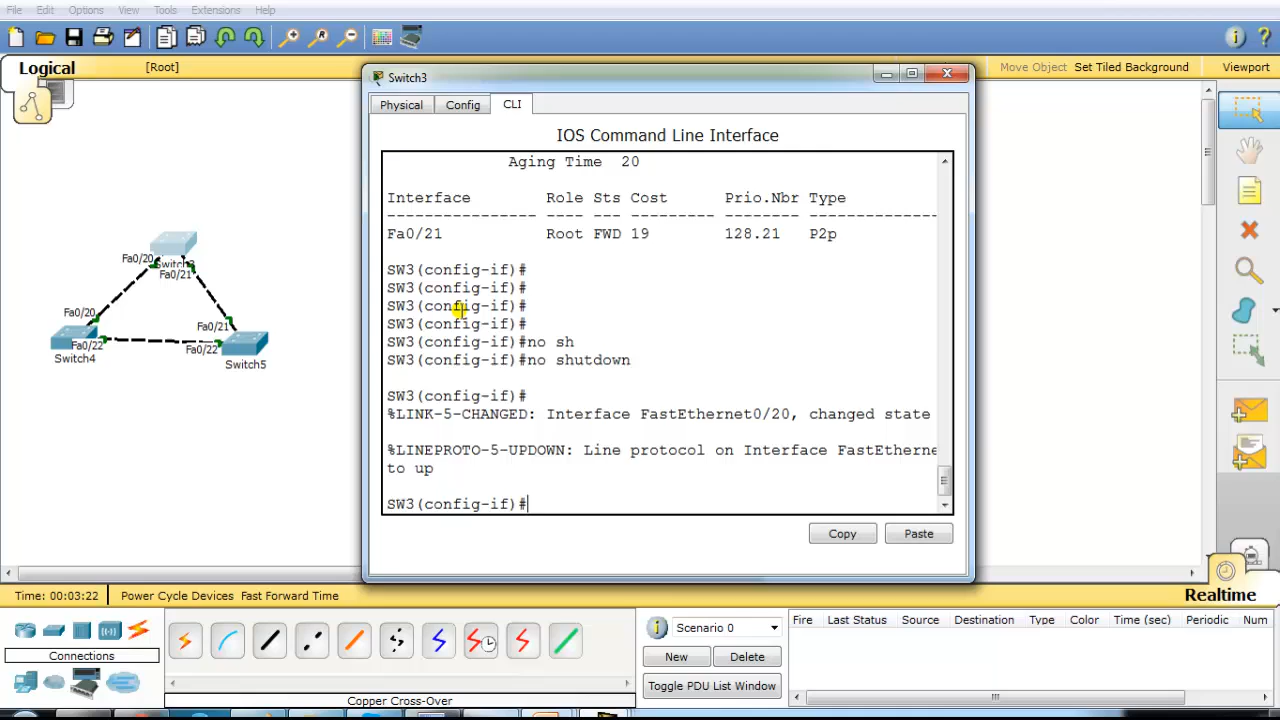 File Edit Options View Tools Extensions Help
Logical
[Root]
Move Object Set Tiled Background Viewport
Switch3
Physical Config CLI
IOS Command Line Interface
Aging Time 20
Interface Role Sts Cost Prio.Nbr Type
---------------- ---- --- --------- -------- ---------------
Fa0/21 Root FWD 19 128.21 P2p
SW3(config-if)#
SW3(config-if)#
SW3(config-if)#
SW3(config-if)#
SW3(config-if)#no sh
SW3(config-if)#no shutdown
SW3(config-if)#
%LINK-5-CHANGED: Interface FastEthernet0/20, changed state
%LINEPROTO-5-UPDOWN: Line protocol on Interface FastEtherne
to up
SW3(config-if)#
Copy Paste
Fa0/20
Fa0/21
Fa0/20
Fa0/21
Fa0/22
Fa0/22
Switch4
Switch5
Time: 00:03:22 Power Cycle Devices Fast Forward Time
Realtime
Connections
Copper Cross-Over
Scenario 0
New Delete
Toggle PDU List Window
Fire Last Status Source Destination Type Color Time (sec) Periodic Num